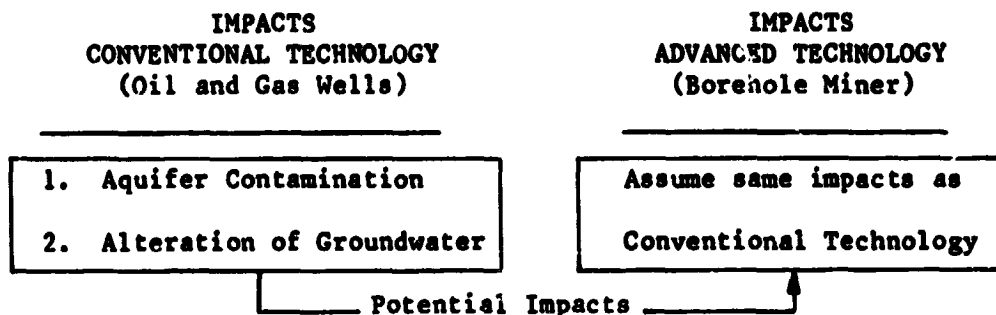 IMPACTS
CONVENTIONAL TECHNOLOGY
(Oil and Gas Wells)
IMPACTS
ADVANCED TECHNOLOGY
(Borehole Miner)
1. Aquifer Contamination
2. Alteration of Groundwater
Assume same impacts as
Conventional Technology
Potential Impacts